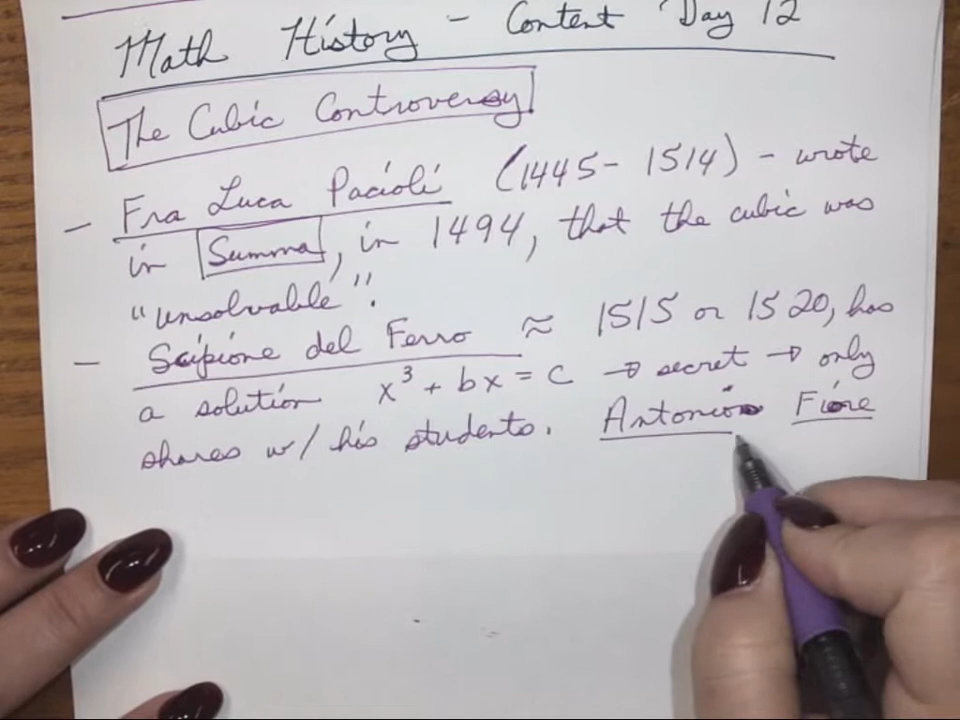 Math History - Content Day 12
The Cubic Controversy
- Fra Luca Pacioli (1445 - 1514) - wrote
in Summa, in 1494, that the cubic was
"unsolvable".
- Scipione del Ferro ≈ 1515 or 1520, has
a solution x³ + bx = c → secret → only
shares w/ his students. Antonio Fiore